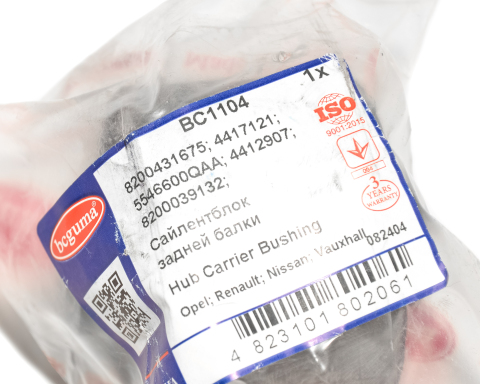 BC1104
1x
8200431675; 4417121;
5546600QAA; 4412907;
8200039132;
Сайлентблок
задней балки
Hub Carrier Bushing
Opel; Renault; Nissan; Vauxhall
082404
4 823101 802061
ISO
9001:2015
3
YEARS
WARRANTY
bcguma